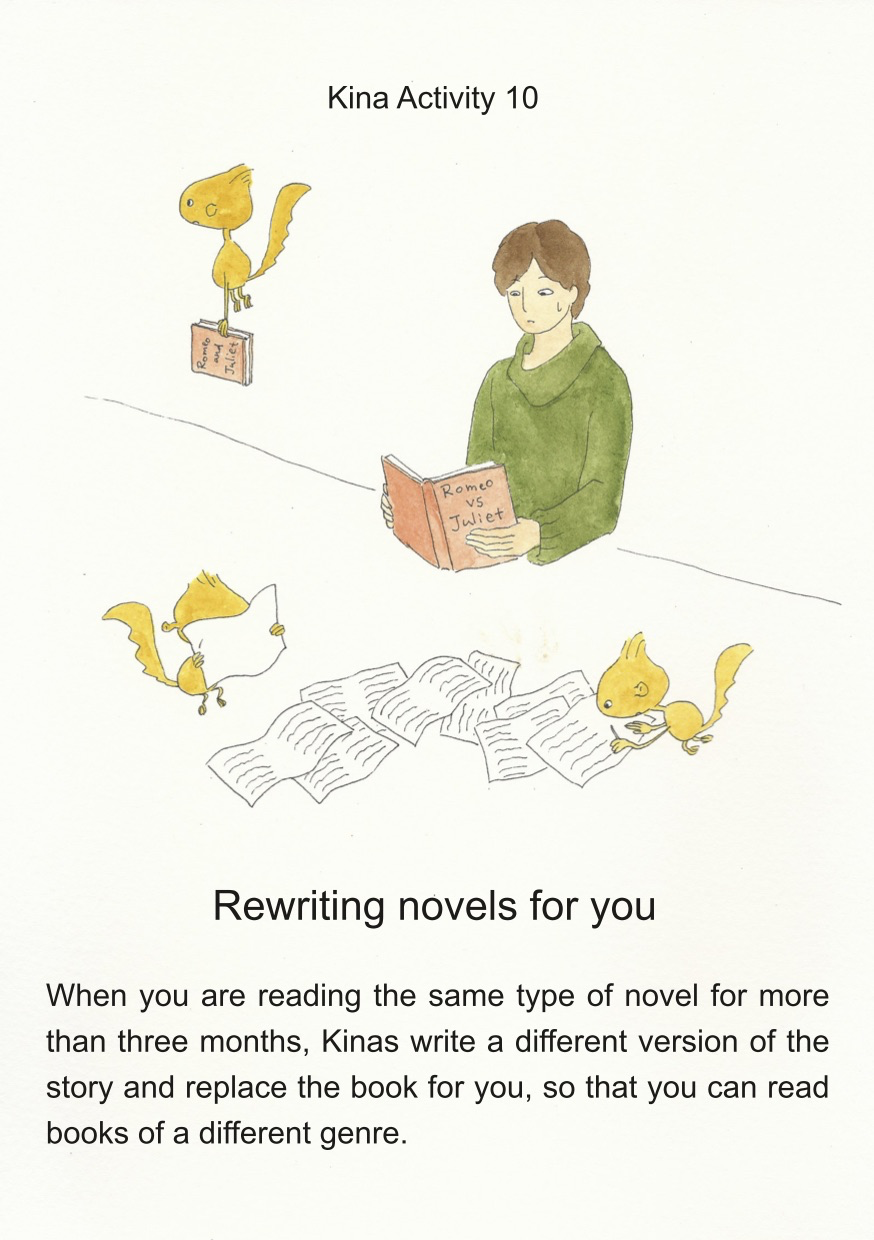 Kina Activity 10
Romeo
and
Juliet
Romeo
vs
Juliet
Rewriting novels for you
When you are reading the same type of novel for more
than three months, Kinas write a different version of the
story and replace the book for you, so that you can read
books of a different genre.